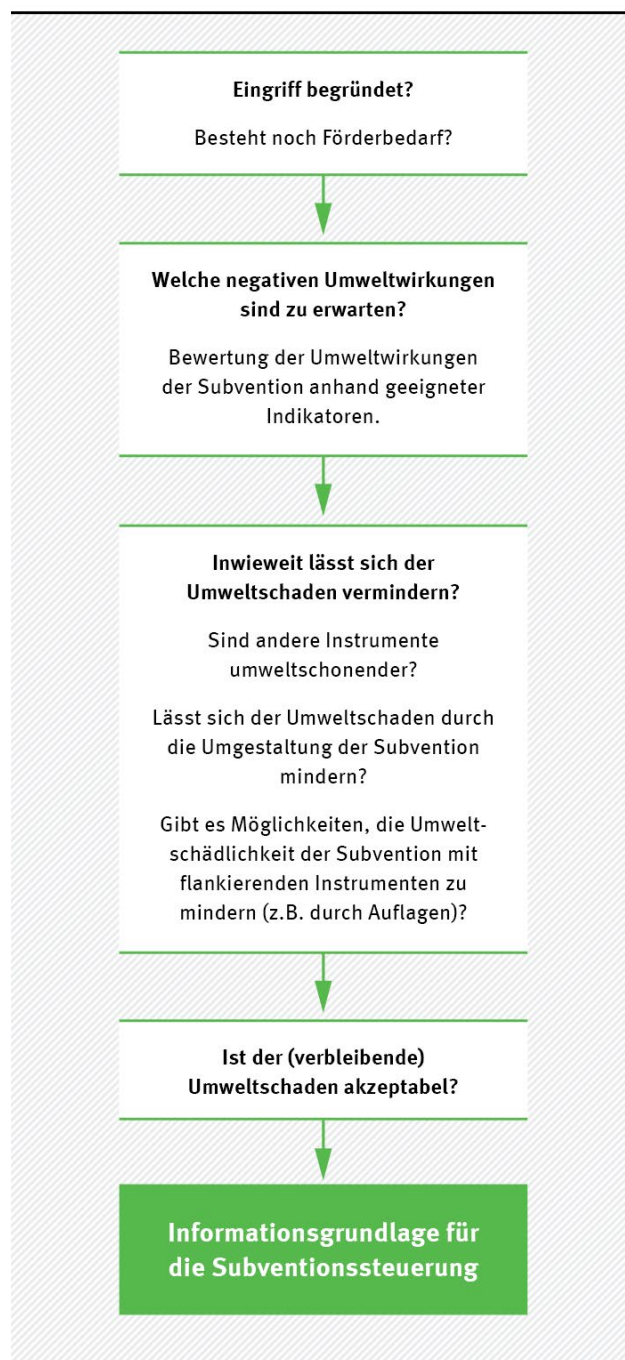 Eingriff begründet?
Besteht noch Förderbedarf?
Welche negativen Umweltwirkungen
sind zu erwarten?
Bewertung der Umweltwirkungen
der Subvention anhand geeigneter
Indikatoren.
Inwieweit lässt sich der
Umweltschaden vermindern?
Sind andere Instrumente
umweltschonender?
Lässt sich der Umweltschaden durch
die Umgestaltung der Subvention
mindern?
Gibt es Möglichkeiten, die Umwelt-
schädlichkeit der Subvention mit
flankierenden Instrumenten zu
mindern (z.B. durch Auflagen)?
Ist der (verbleibende)
Umweltschaden akzeptabel?
Informationsgrundlage für
die Subventionssteuerung